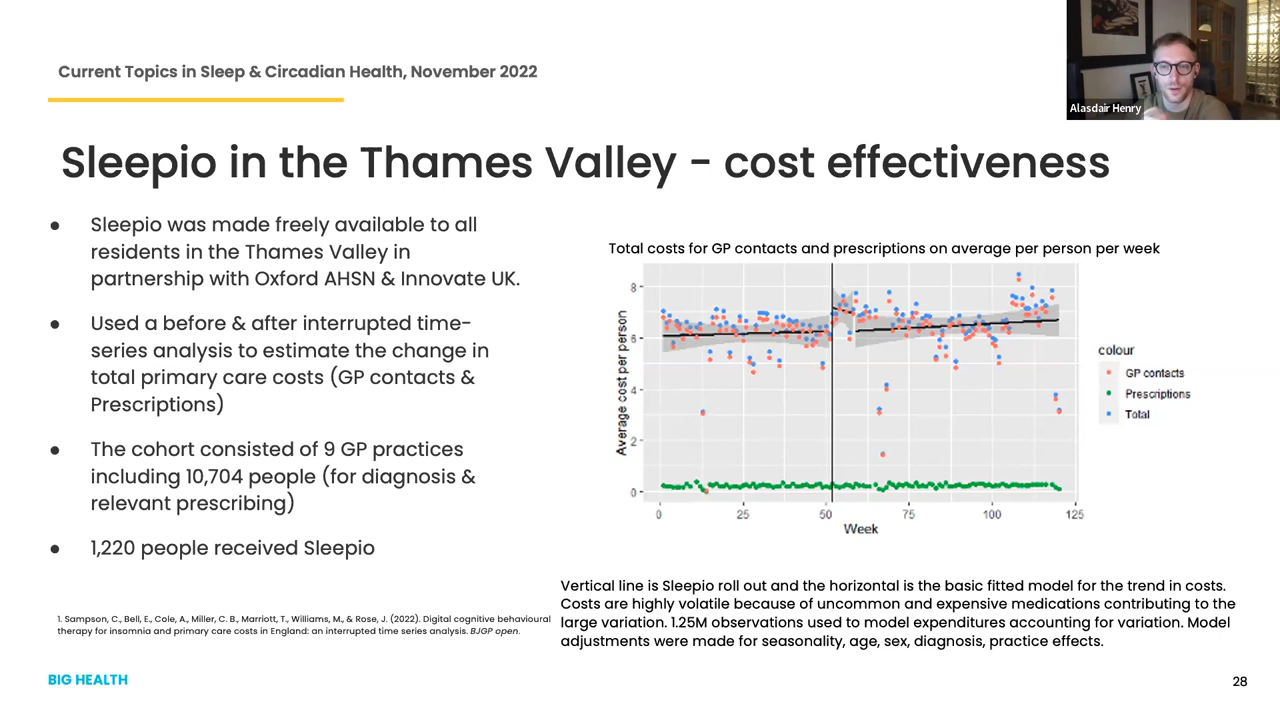 Current Topics in Sleep & Circadian Health, November 2022
Alasdair Henry
Sleepio in the Thames Valley - cost effectiveness
● Sleepio was made freely available to all
residents in the Thames Valley in
partnership with Oxford AHSN & Innovate UK.
● Used a before & after interrupted time-
series analysis to estimate the change in
total primary care costs (GP contacts &
Prescriptions)
● The cohort consisted of 9 GP practices
including 10,704 people (for diagnosis &
relevant prescribing)
● 1,220 people received Sleepio
Total costs for GP contacts and prescriptions on average per person per week
Average cost per person
8
6
4
2
0
0 25 50 75 100 125
Week
colour
GP contacts
Prescriptions
Total
Vertical line is Sleepio roll out and the horizontal is the basic fitted model for the trend in costs.
Costs are highly volatile because of uncommon and expensive medications contributing to the
large variation. 1.25M observations used to model expenditures accounting for variation. Model
adjustments were made for seasonality, age, sex, diagnosis, practice effects.
1. Sampson, C., Bell, E., Cole, A., Miller, C. B., Marriott, T., Williams, M., & Rose, J. (2022). Digital cognitive behavioural
therapy for insomnia and primary care costs in England: an interrupted time series analysis. BJGP open.
BIG HEALTH
28